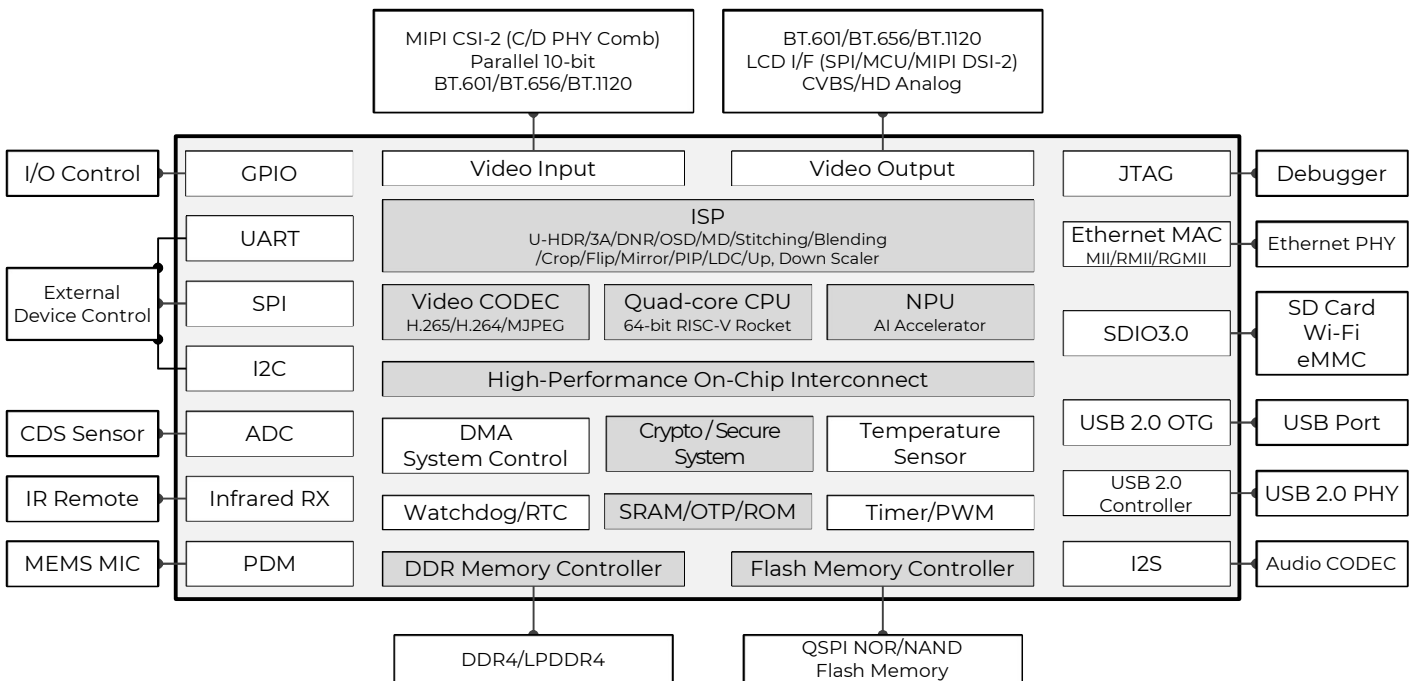 MIPI CSI-2 (C/D PHY Comb)
Parallel 10-bit
BT.601/BT.656/BT.1120
BT.601/BT.656/BT.1120
LCD I/F (SPI/MCU/MIPI DSI-2)
CVBS/HD Analog
I/O Control
GPIO
Video Input
Video Output
JTAG
Debugger
UART
ISP
U-HDR/3A/DNR/OSD/MD/Stitching/Blending
/Crop/Flip/Mirror/PIP/LDC/Up, Down Scaler
Ethernet MAC
MII/RMII/RGMII
Ethernet PHY
External
Device Control
SPI
Video CODEC
H.265/H.264/MJPEG
Quad-core CPU
64-bit RISC-V Rocket
NPU
AI Accelerator
SDIO3.0
SD Card
Wi-Fi
eMMC
I2C
High-Performance On-Chip Interconnect
CDS Sensor
ADC
DMA
System Control
Crypto/Secure
System
Temperature
Sensor
USB 2.0 OTG
USB Port
IR Remote
Infrared RX
Watchdog/RTC
SRAM/OTP/ROM
Timer/PWM
USB 2.0
Controller
USB 2.0 PHY
MEMS MIC
PDM
DDR Memory Controller
Flash Memory Controller
I2S
Audio CODEC
DDR4/LPDDR4
QSPI NOR/NAND
Flash Memory